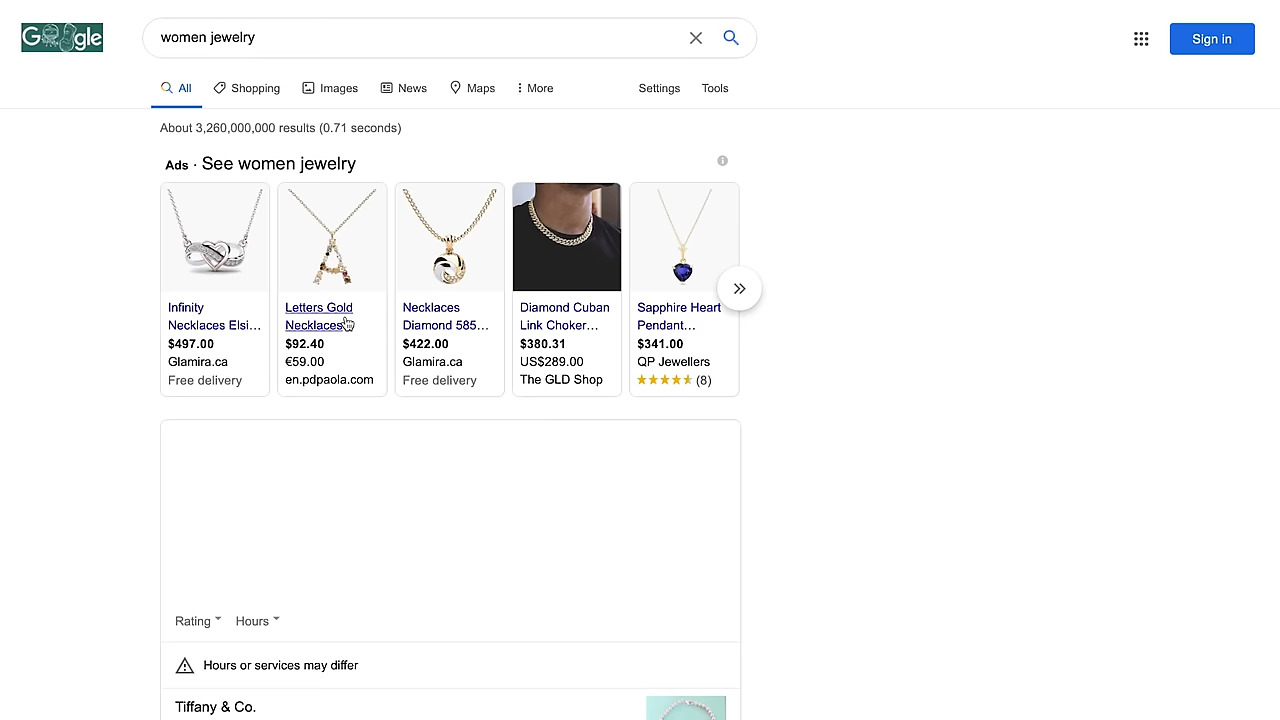 Google
women jewelry
Sign in
All
Shopping
Images
News
Maps
More
Settings
Tools
About 3,260,000,000 results (0.71 seconds)
Ads · See women jewelry
Infinity
Necklaces Elsi...
$497.00
Glamira.ca
Free delivery
Letters Gold
Necklaces
$92.40
€59.00
en.pdpaola.com
Necklaces
Diamond 585...
$422.00
Glamira.ca
Free delivery
Diamond Cuban
Link Choker...
$380.31
US$289.00
The GLD Shop
Sapphire Heart
Pendant...
$341.00
QP Jewellers
(8)
Rating
Hours
Hours or services may differ
Tiffany & Co.